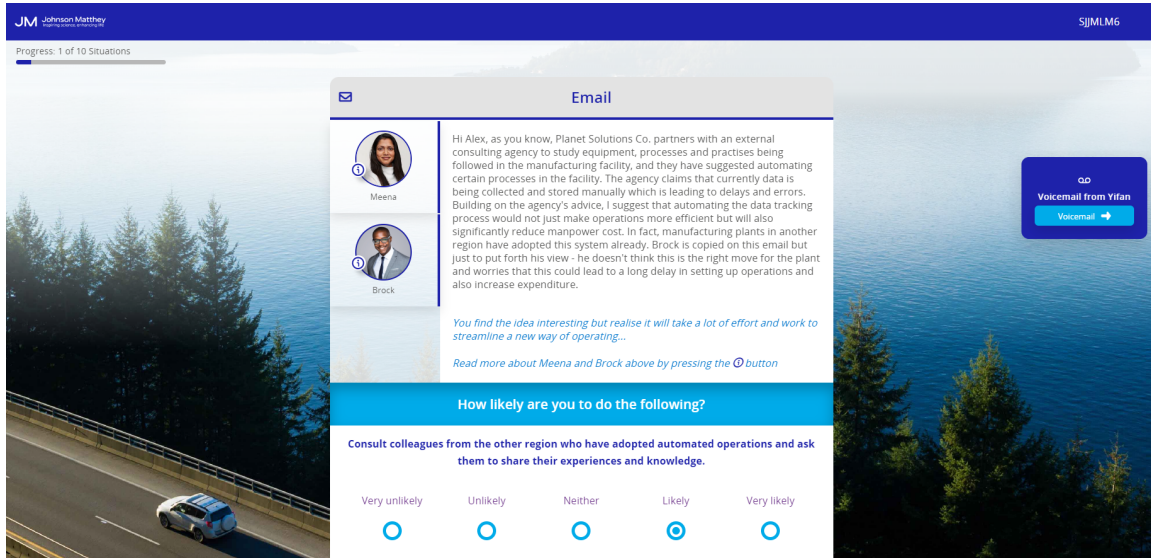 JM Johnson Matthey
Inspiring science, enhancing life
SJJMLM6
Progress: 1 of 10 Situations
Email
Meena
Brock
Hi Alex, as you know, Planet Solutions Co. partners with an external
consulting agency to study equipment, processes and practises being
followed in the manufacturing facility, and they have suggested automating
certain processes in the facility. The agency claims that currently data is
being collected and stored manually which is leading to delays and errors.
Building on the agency's advice, I suggest that automating the data tracking
process would not just make operations more efficient but will also
significantly reduce manpower cost. In fact, manufacturing plants in another
region have adopted this system already. Brock is copied on this email but
just to put forth his view - he doesn't think this is the right move for the plant
and worries that this could lead to a long delay in setting up operations and
also increase expenditure.
You find the idea interesting but realise it will take a lot of effort and work to
streamline a new way of operating...
Read more about Meena and Brock above by pressing the i button
Voicemail from Yifan
Voicemail →
How likely are you to do the following?
Consult colleagues from the other region who have adopted automated operations and ask
them to share their experiences and knowledge.
Very unlikely Unlikely Neither Likely Very likely